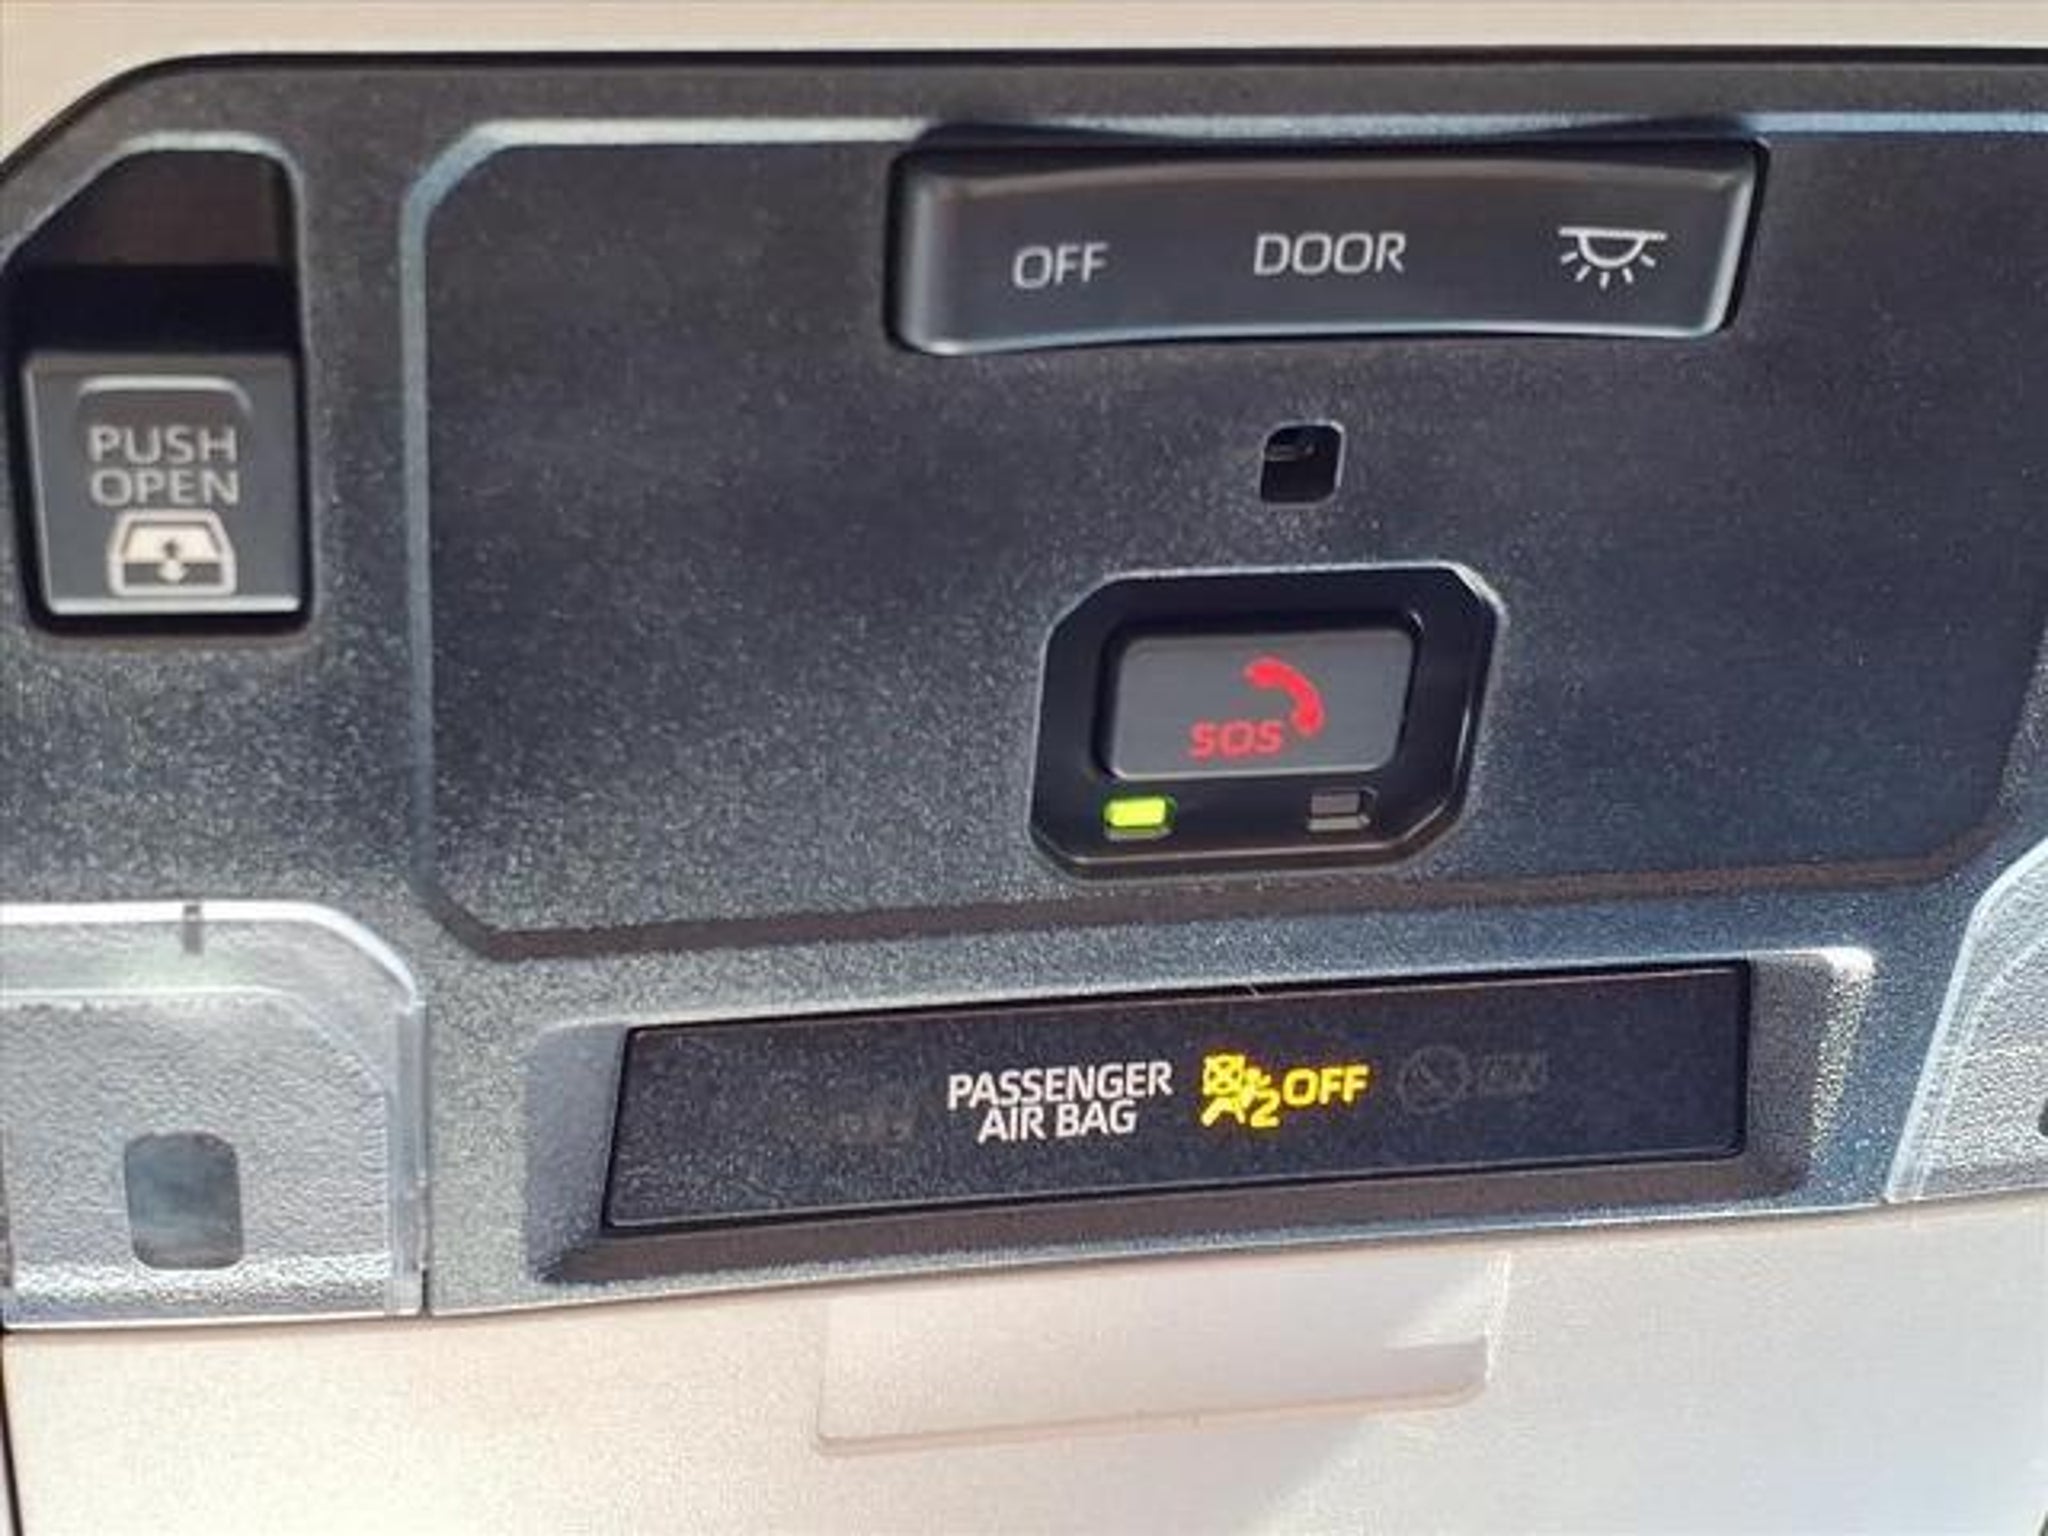 OFF DOOR
PUSH
OPEN
SOS
PASSENGER
AIR BAG
2 OFF